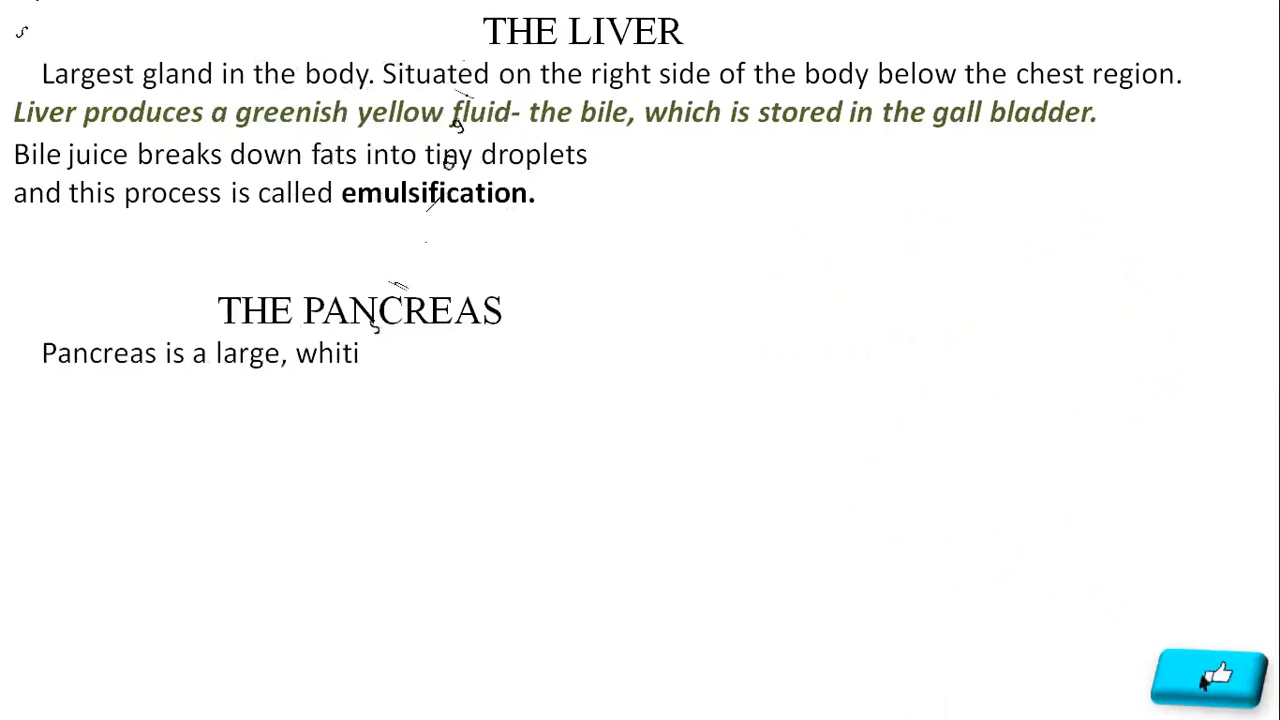 THE LIVER
Largest gland in the body. Situated on the right side of the body below the chest region.
Liver produces a greenish yellow fluid- the bile, which is stored in the gall bladder.
Bile juice breaks down fats into tiny droplets
and this process is called emulsification.
THE PANCREAS
Pancreas is a large, whiti